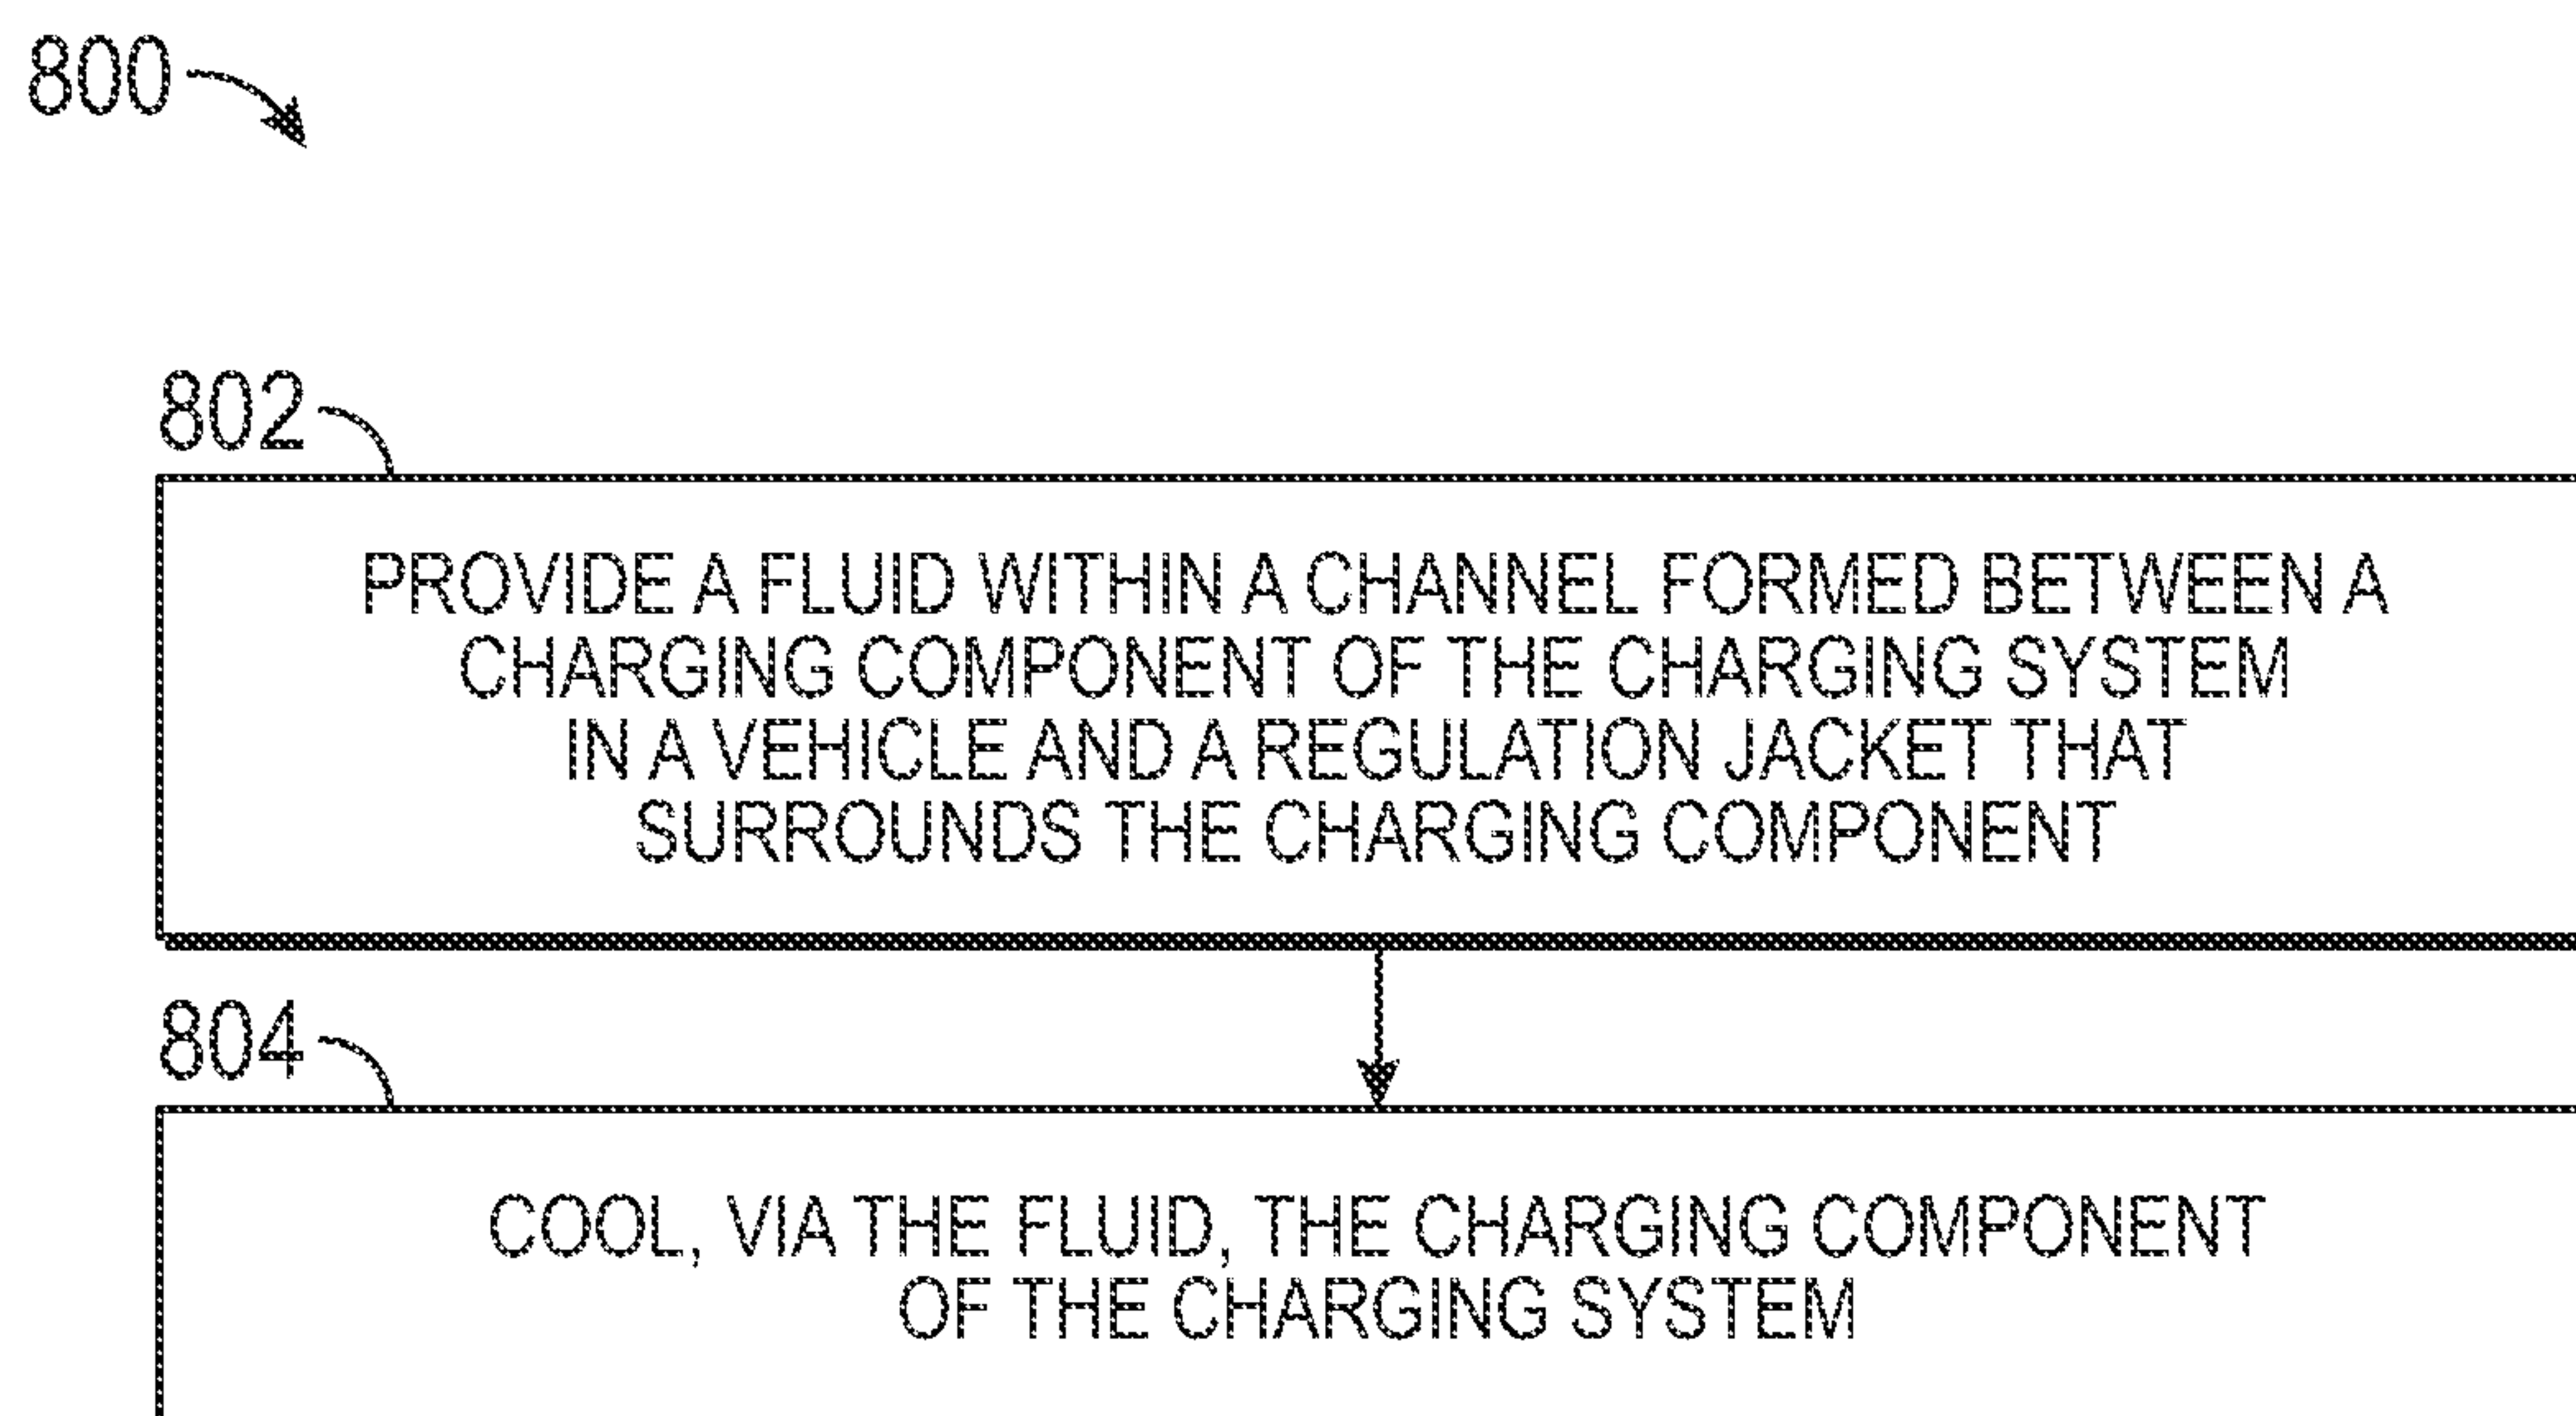 800
802
PROVIDE A FLUID WITHIN A CHANNEL FORMED BETWEEN A
CHARGING COMPONENT OF THE CHARGING SYSTEM
IN A VEHICLE AND A REGULATION JACKET THAT
SURROUNDS THE CHARGING COMPONENT
804
COOL, VIA THE FLUID, THE CHARGING COMPONENT
OF THE CHARGING SYSTEM